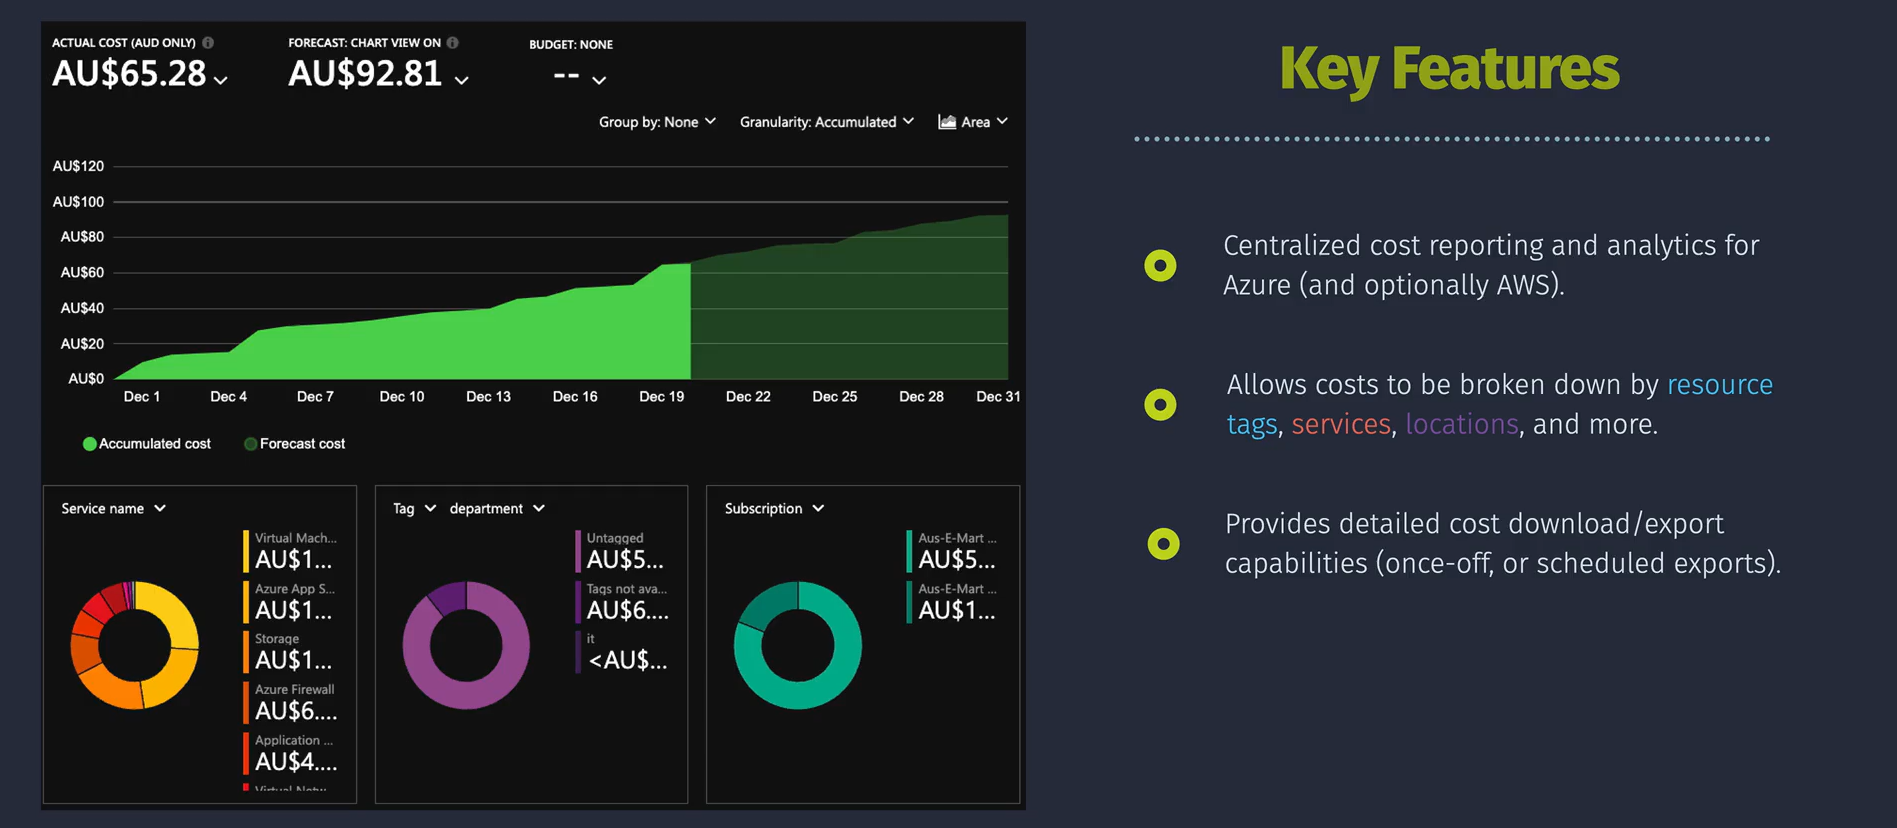 ACTUAL COST (AUD ONLY)
AU$65.28
FORECAST: CHART VIEW ON
AU$92.81
BUDGET: NONE
--
Group by: None
Granularity: Accumulated
Area
AU$120
AU$100
AU$80
AU$60
AU$40
AU$20
AU$0
Dec 1 Dec 4 Dec 7 Dec 10 Dec 13 Dec 16 Dec 19 Dec 22 Dec 25 Dec 28 Dec 31
Accumulated cost
Forecast cost
Service name
Virtual Mach...
AU$1...
Azure App S...
AU$1...
Storage
AU$1...
Azure Firewall
AU$6....
Application ...
AU$4....
Virtual Netw...
Tag department
Untagged
AU$5...
Tags not ava...
AU$6....
it
<AU$...
Subscription
Aus-E-Mart ...
AU$5...
Aus-E-Mart ...
AU$1...
Key Features
Centralized cost reporting and analytics for
Azure (and optionally AWS).
Allows costs to be broken down by resource
tags, services, locations, and more.
Provides detailed cost download/export
capabilities (once-off, or scheduled exports).